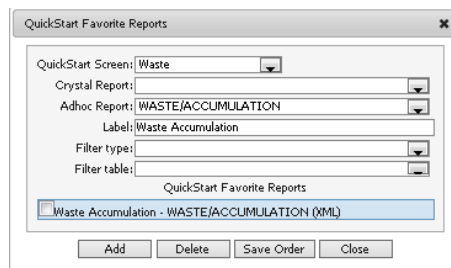 QuickStart Favorite Reports
QuickStart Screen: Waste
Crystal Report:
Adhoc Report: WASTE/ACCUMULATION
Label: Waste Accumulation
Filter type:
Filter table:
QuickStart Favorite Reports
Waste Accumulation - WASTE/ACCUMULATION (XML)
Add Delete Save Order Close